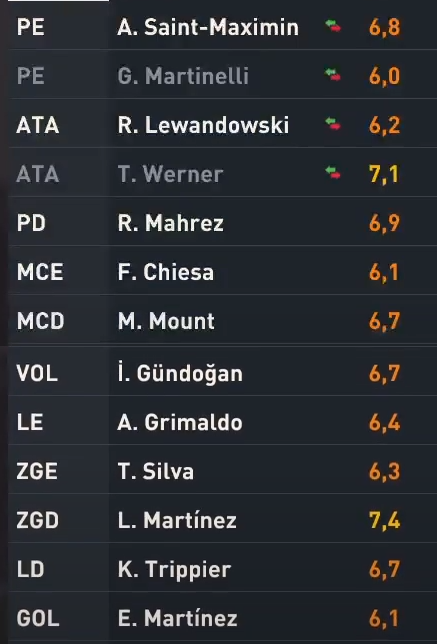 PE A. Saint-Maximin 6,8
PE G. Martinelli 6,0
ATA R. Lewandowski 6,2
ATA T. Werner 7,1
PD R. Mahrez 6,9
MCE F. Chiesa 6,1
MCD M. Mount 6,7
VOL İ. Gündoğan 6,7
LE A. Grimaldo 6,4
ZGE T. Silva 6,3
ZGD L. Martínez 7,4
LD K. Trippier 6,7
GOL E. Martínez 6,1